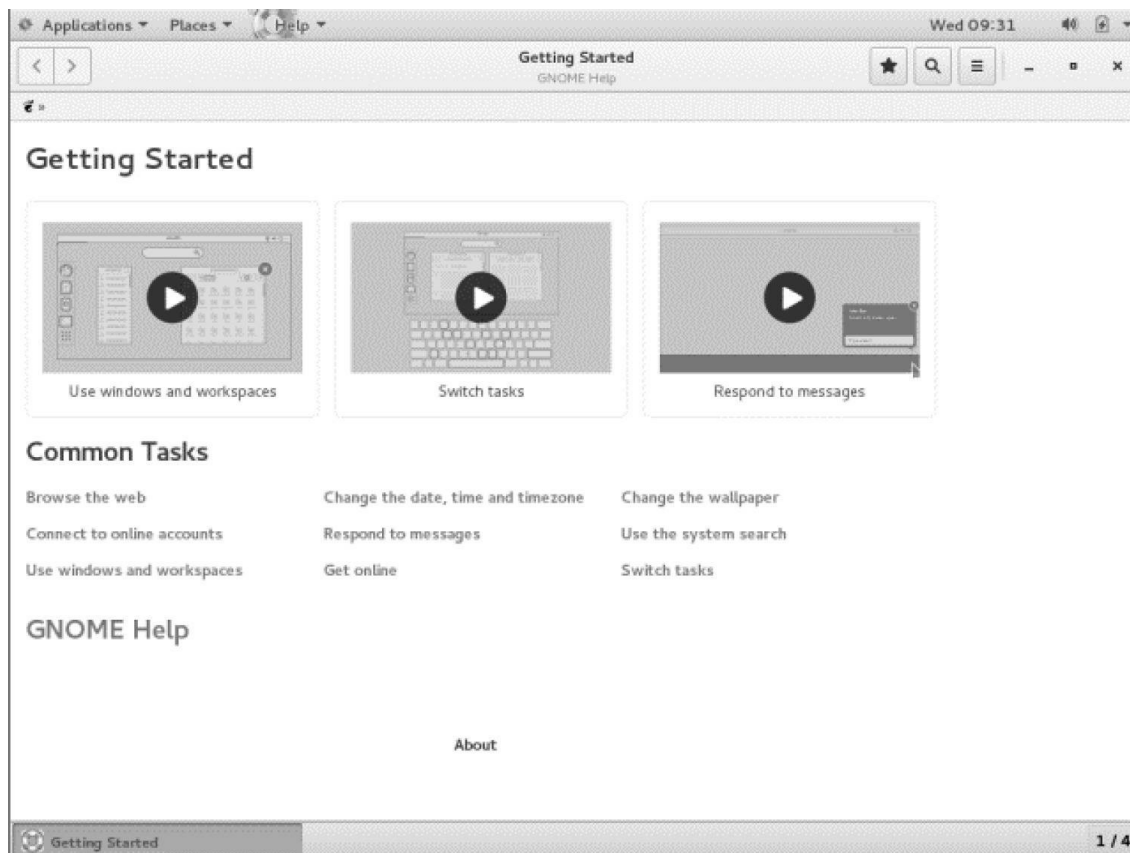 Applications Places Help Wed 09:31
Getting Started
GNOME Help
»
Getting Started
Use windows and workspaces Switch tasks Respond to messages
Common Tasks
Browse the web Change the date, time and timezone Change the wallpaper
Connect to online accounts Respond to messages Use the system search
Use windows and workspaces Get online Switch tasks
GNOME Help
About
Getting Started 1 / 4